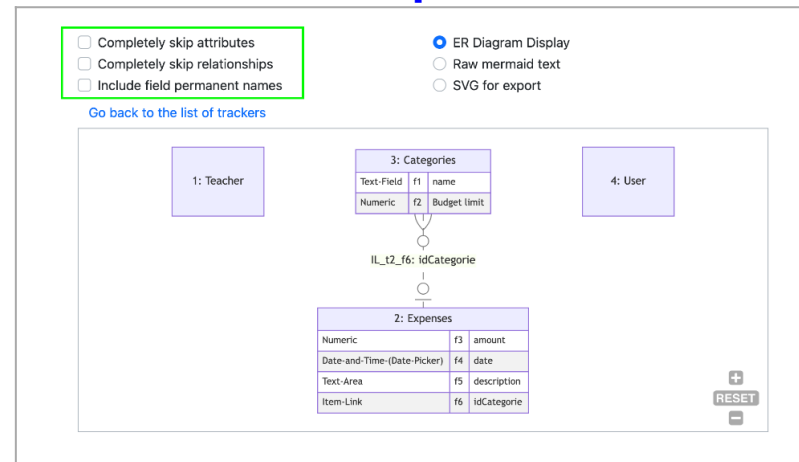 Completely skip attributes
Completely skip relationships
Include field permanent names
ER Diagram Display
Raw mermaid text
SVG for export
Go back to the list of trackers
1: Teacher
3: Categories
Text-Field f1 name
Numeric f2 Budget limit
4: User
IL_t2_f6: idCategorie
2: Expenses
Numeric f3 amount
Date-and-Time-(Date-Picker) f4 date
Text-Area f5 description
Item-Link f6 idCategorie
RESET